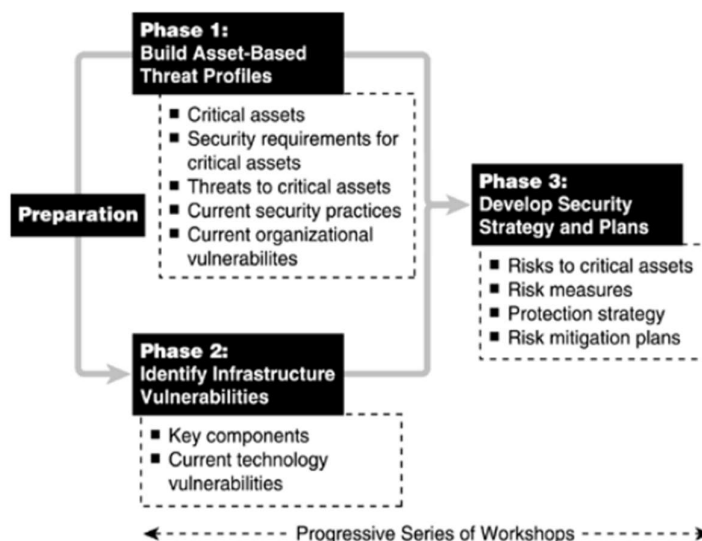 Phase 1:
Build Asset-Based
Threat Profiles
■ Critical assets
■ Security requirements for
critical assets
■ Threats to critical assets
■ Current security practices
■ Current organizational
vulnerabilites
Preparation
Phase 2:
Identify Infrastructure
Vulnerabilities
■ Key components
■ Current technology
vulnerabilities
Phase 3:
Develop Security
Strategy and Plans
■ Risks to critical assets
■ Risk measures
■ Protection strategy
■ Risk mitigation plans
Progressive Series of Workshops